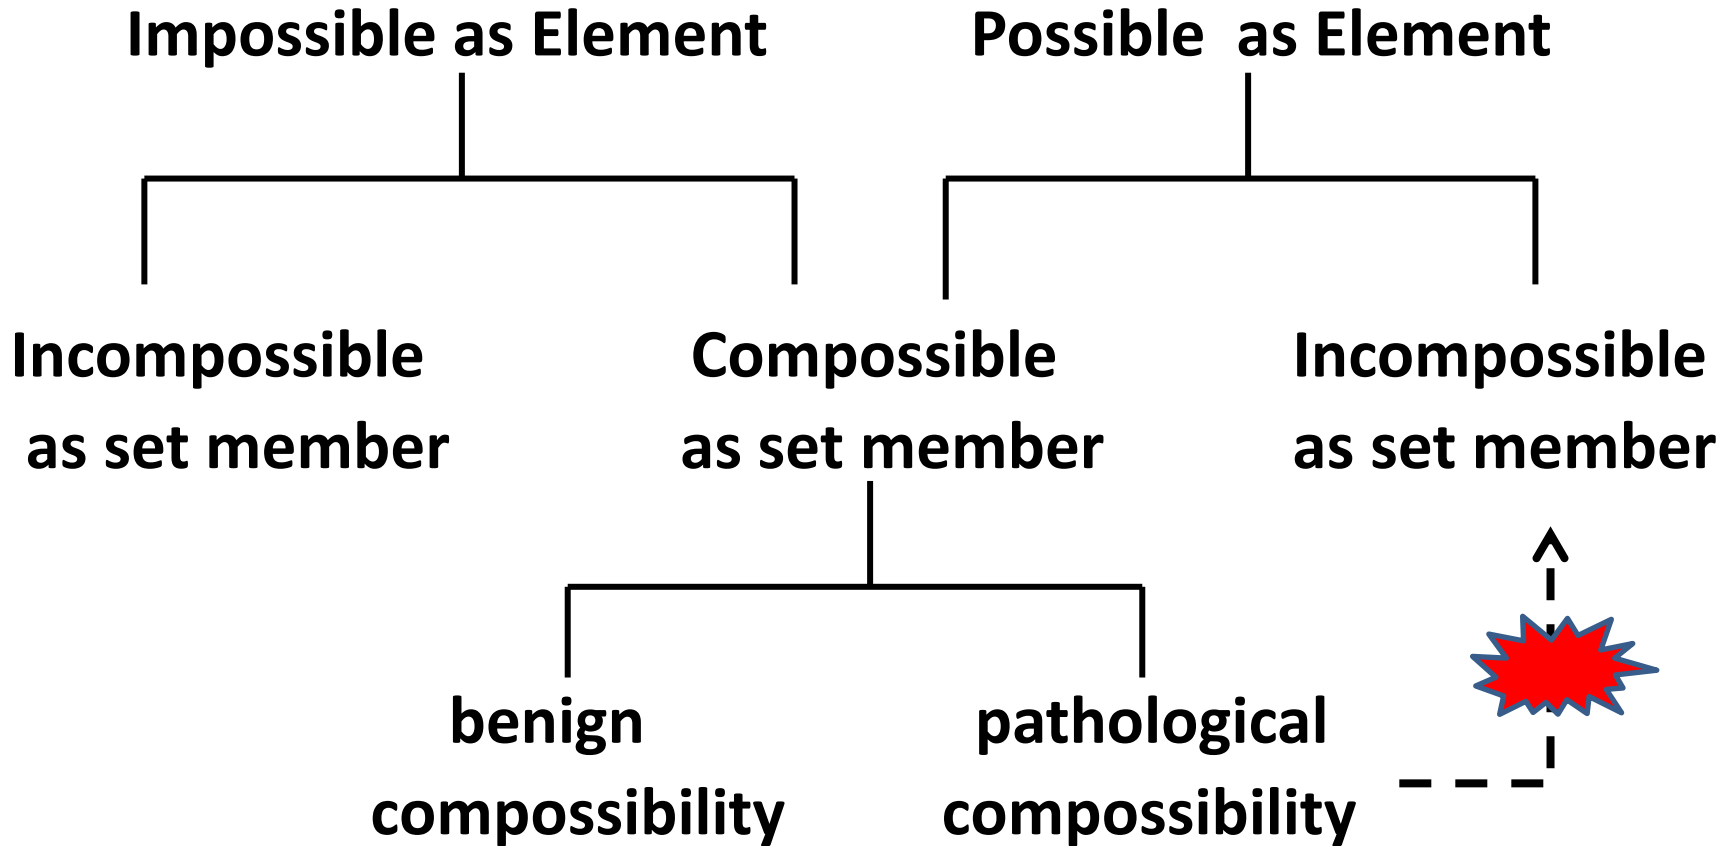 Impossible as Element
Possible as Element
Incompossible
as set member
Compossible
as set member
Incompossible
as set member
benign
compossibility
pathological
compossibility